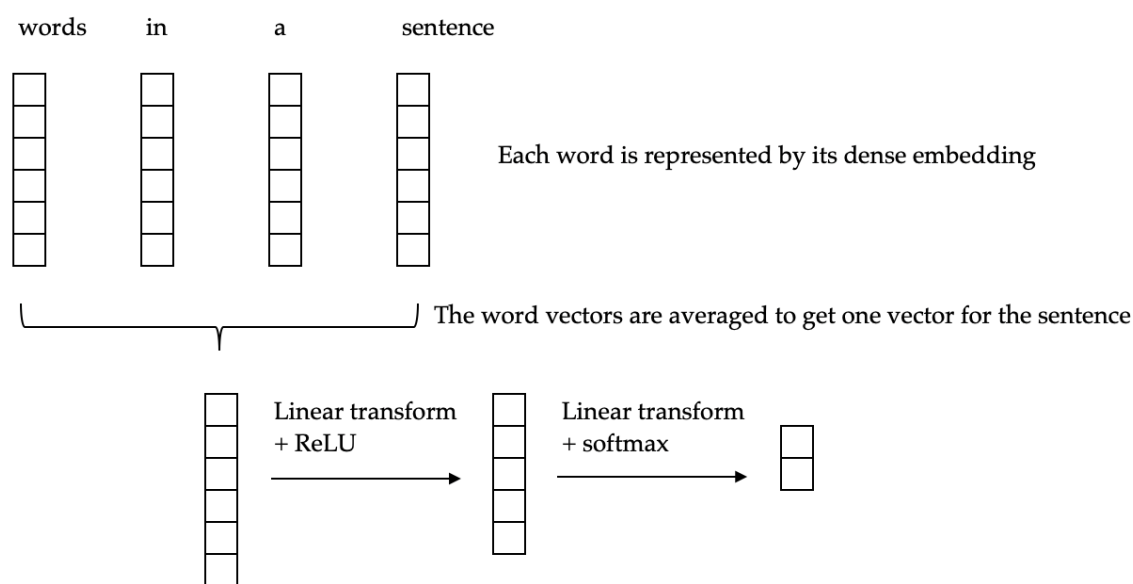 words in a sentence
Each word is represented by its dense embedding
The word vectors are averaged to get one vector for the sentence
Linear transform
+ ReLU
Linear transform
+ softmax